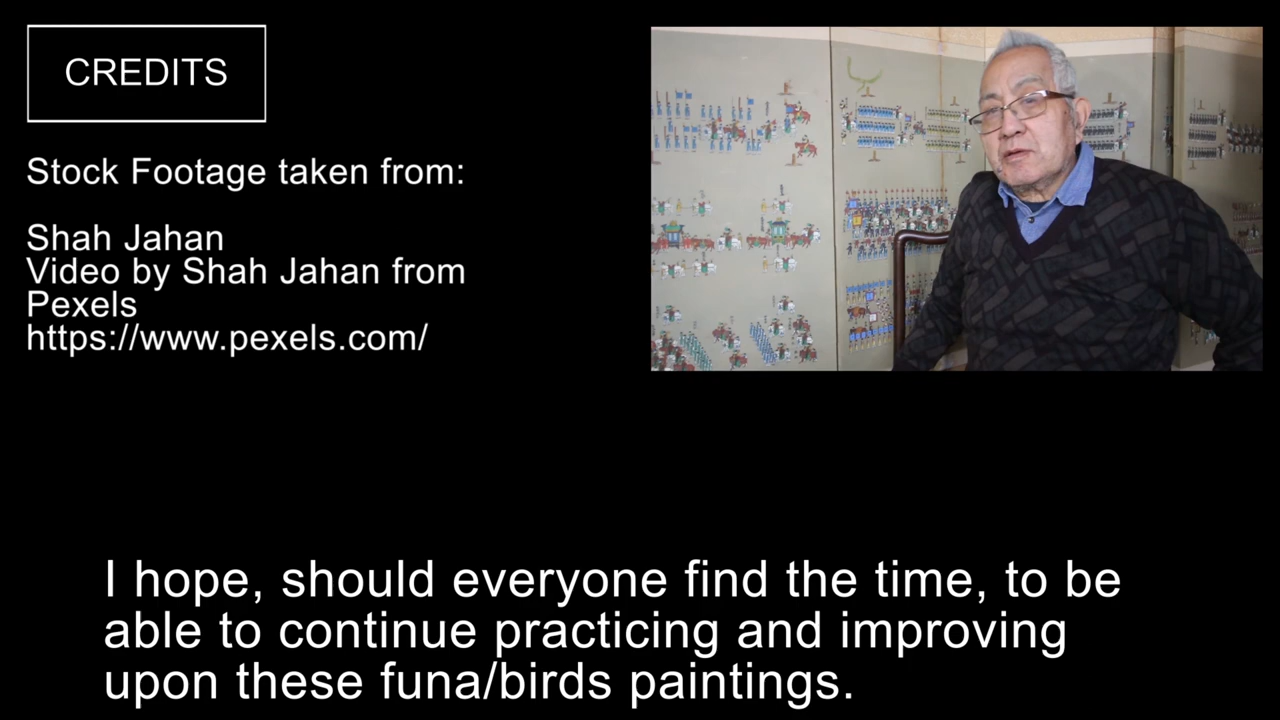 CREDITS
Stock Footage taken from:
Shah Jahan
Video by Shah Jahan from
Pexels
https://www.pexels.com/
I hope, should everyone find the time, to be
able to continue practicing and improving
upon these funa/birds paintings.